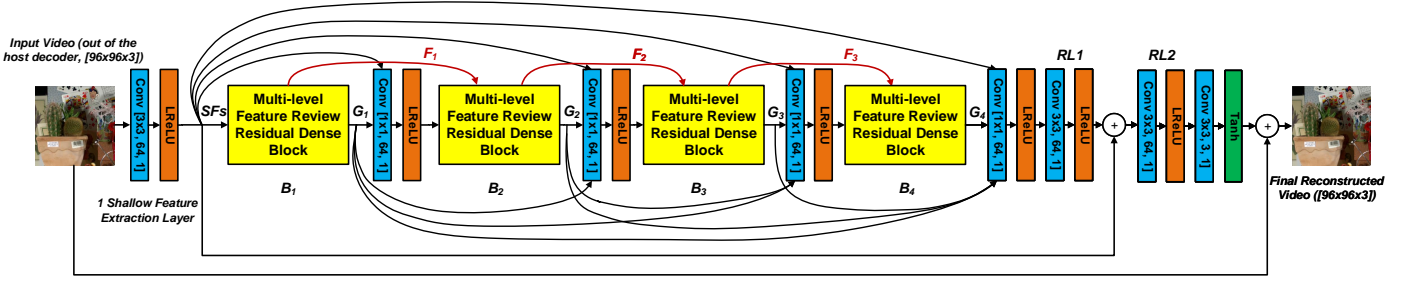 Input Video (out of the
host decoder, [96x96x3])
Conv [3x3, 64, 1]
LReLU
1 Shallow Feature
Extraction Layer
SFs
Multi-level
Feature Review
Residual Dense
Block
B1
F1
G1
Conv [1x1, 64, 1]
LReLU
Multi-level
Feature Review
Residual Dense
Block
B2
F2
G2
Conv [1x1, 64, 1]
LReLU
Multi-level
Feature Review
Residual Dense
Block
B3
F3
G3
Conv [1x1, 64, 1]
LReLU
Multi-level
Feature Review
Residual Dense
Block
B4
G4
Conv [1x1, 64, 1]
LReLU
RL1
Conv 3x3, 64, 1]
LReLU
+
RL2
Conv 3x3, 64, 1]
LReLU
Conv 3x3, 3, 1]
Tanh
+
Final Reconstructed
Video ([96x96x3])